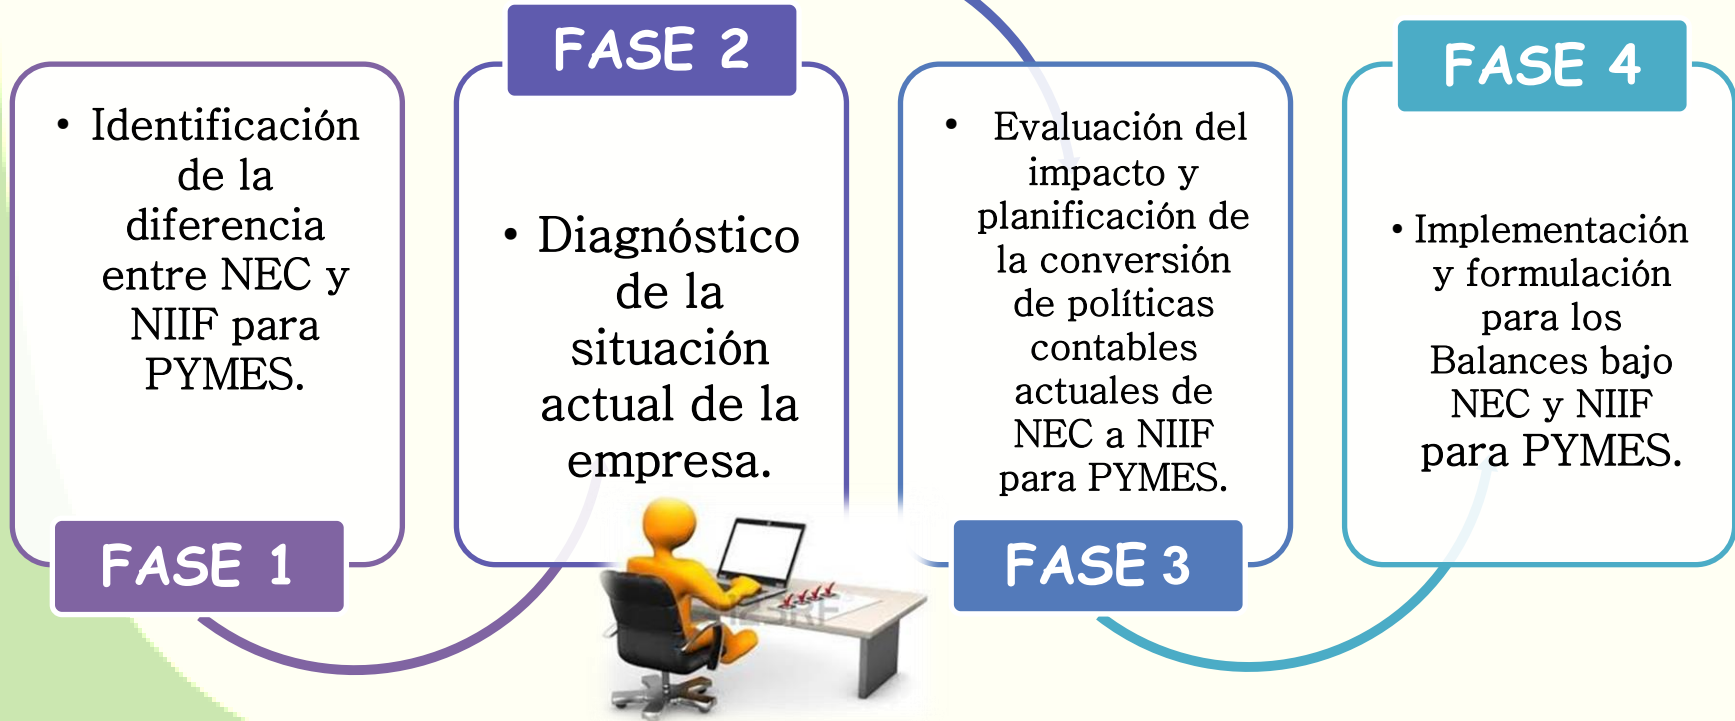 • Identificación
de la
diferencia
entre NEC y
NIIF para
PYMES.
FASE 1
FASE 2
• Diagnóstico
de la
situación
actual de la
empresa.
• Evaluación del
impacto y
planificación de
la conversión
de políticas
contables
actuales de
NEC a NIIF
para PYMES.
FASE 3
FASE 4
• Implementación
y formulación
para los
Balances bajo
NEC y NIIF
para PYMES.